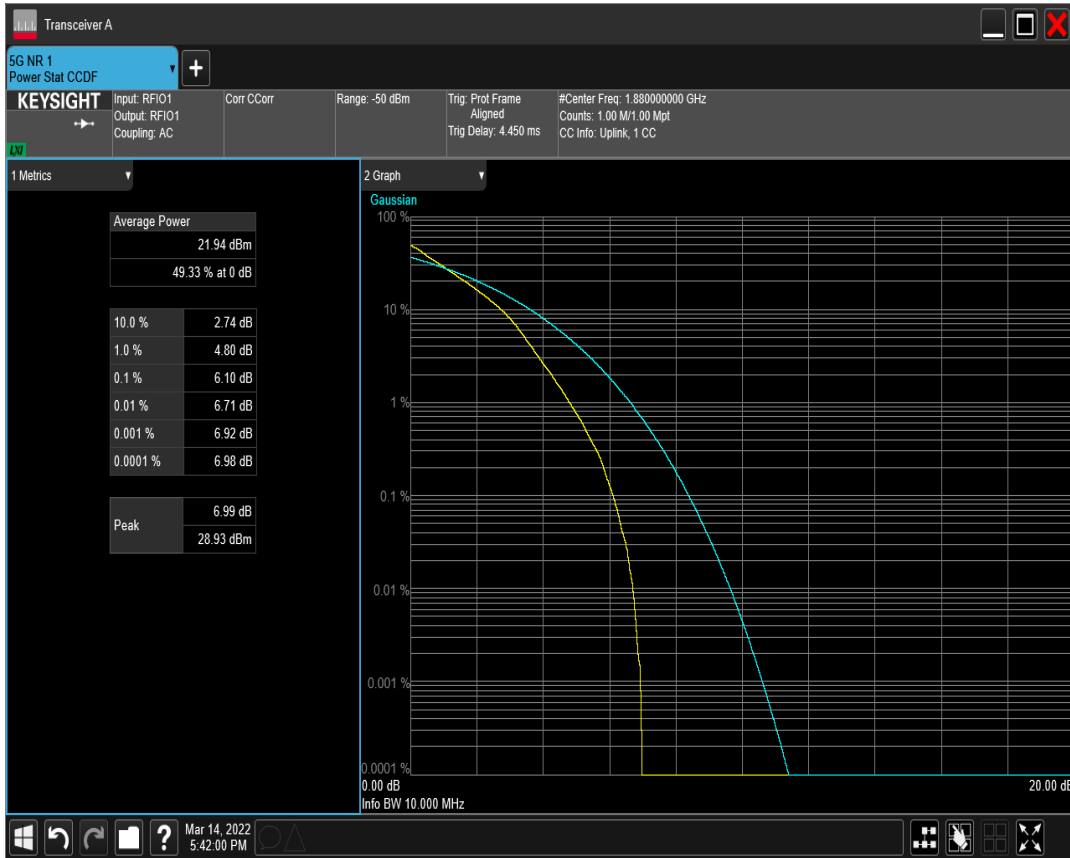 Transceiver A
5G NR 1
Power Stat CCDF
+
KEYSIGHT
LXI
Input: RFIO1
Output: RFIO1
Coupling: AC
Corr CCorr
Range: -50 dBm
Trig: Prot Frame
Aligned
Trig Delay: 4.450 ms
#Center Freq: 1.880000000 GHz
Counts: 1.00 M/1.00 Mpt
CC Info: Uplink, 1 CC
1 Metrics
Average Power
21.94 dBm
49.33 % at 0 dB
10.0 % 2.74 dB
1.0 % 4.80 dB
0.1 % 6.10 dB
0.01 % 6.71 dB
0.001 % 6.92 dB
0.0001 % 6.98 dB
Peak
6.99 dB
28.93 dBm
2 Graph
Gaussian
100 %
10 %
1 %
0.1 %
0.01 %
0.001 %
0.0001 %
0.00 dB 20.00 dB
Info BW 10.000 MHz
?
Mar 14, 2022
5:42:00 PM